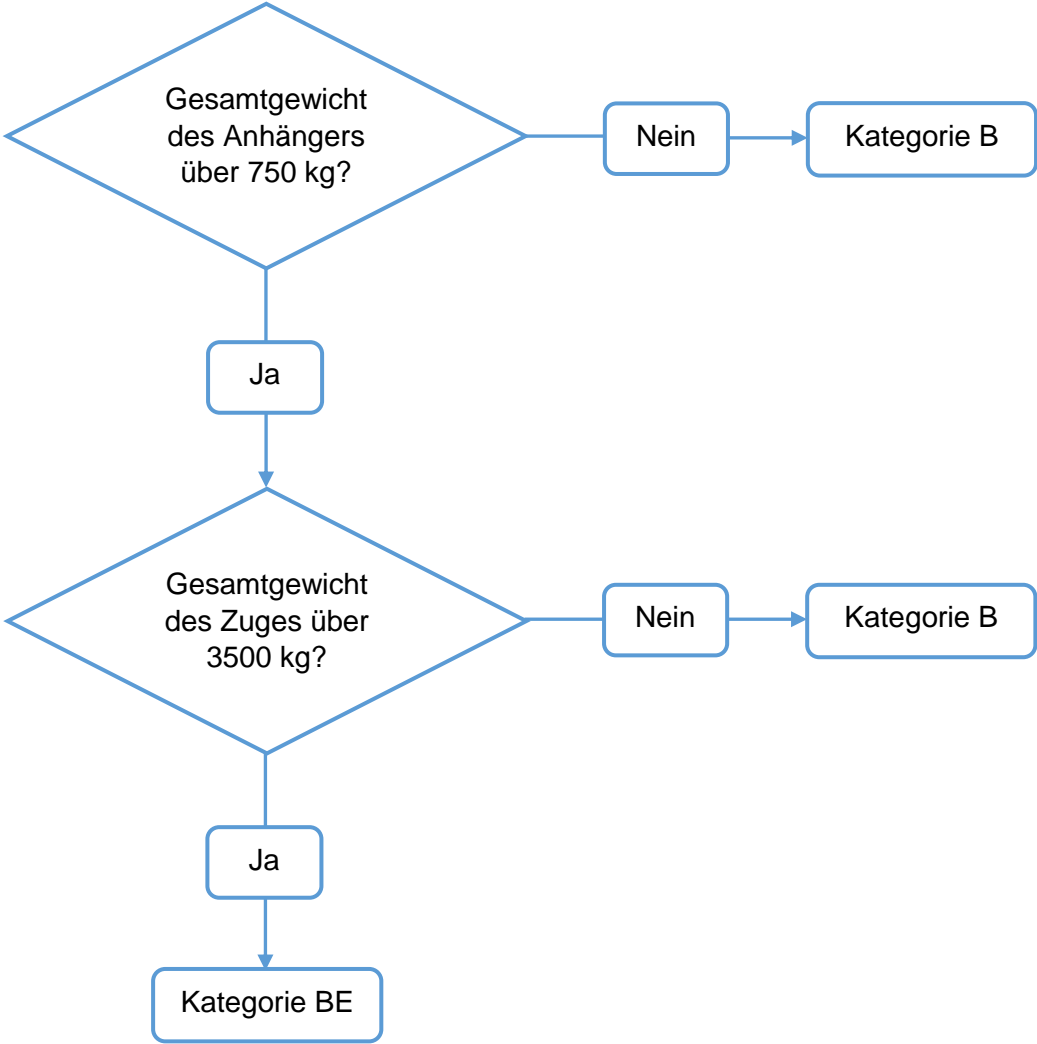 Gesamtgewicht
des Anhängers
über 750 kg?
Nein
Kategorie B
Ja
Gesamtgewicht
des Zuges über
3500 kg?
Nein
Kategorie B
Ja
Kategorie BE